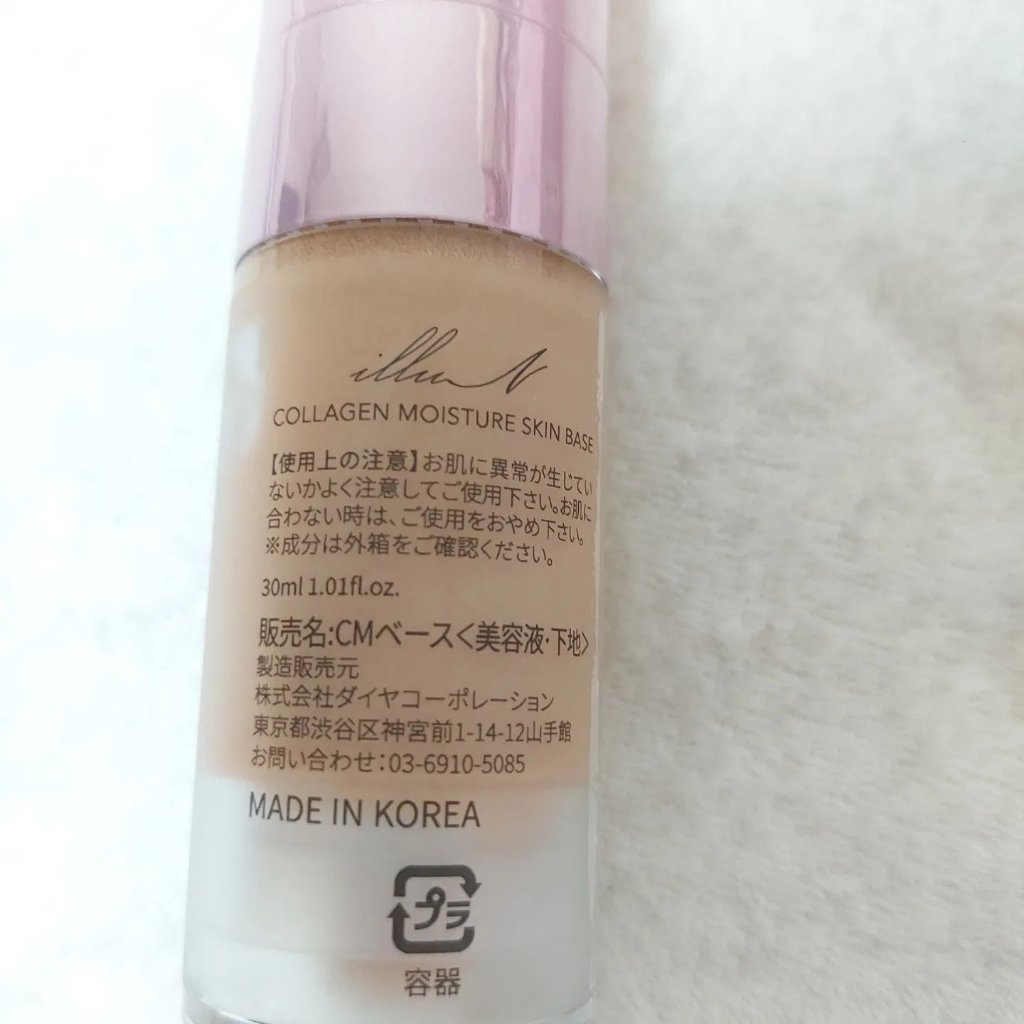 illuN
COLLAGEN MOISTURE SKIN BASE
【使用上の注意】お肌に異常が生じてい
ないかよく注意してご使用下さい。お肌に
合わない時は、ご使用をおやめ下さい。
※成分は外箱をご確認ください。
30ml 1.01fl.oz.
販売名:CMベース<美容液·下地>
製造販売元
株式会社ダイヤコーポレーション
東京都渋谷区神宮前1-14-12山手館
お問い合わせ：03-6910-5085
MADE IN KOREA
プラ
容器